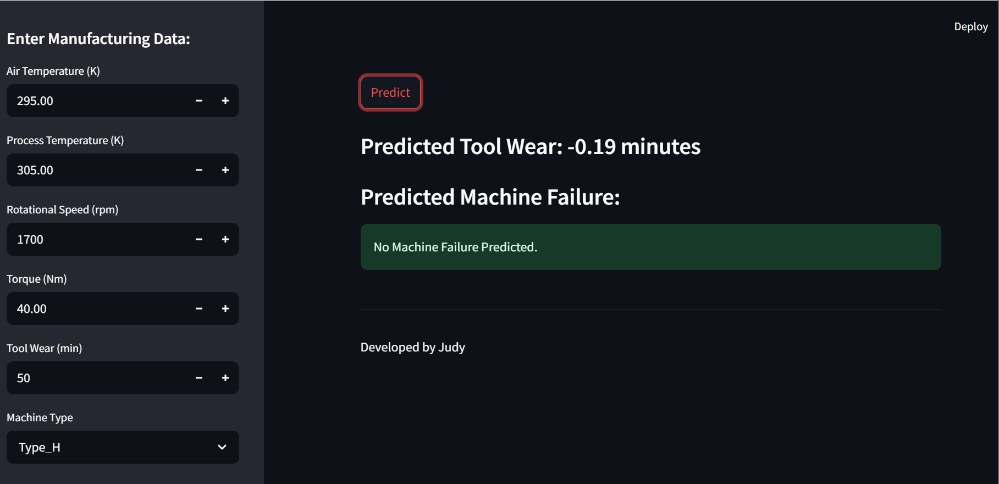 Enter Manufacturing Data:
Air Temperature (K)
295.00
Process Temperature (K)
305.00
Rotational Speed (rpm)
1700
Torque (Nm)
40.00
Tool Wear (min)
50
Machine Type
Type_H
Deploy
Predict
Predicted Tool Wear: -0.19 minutes
Predicted Machine Failure:
No Machine Failure Predicted.
Developed by Judy